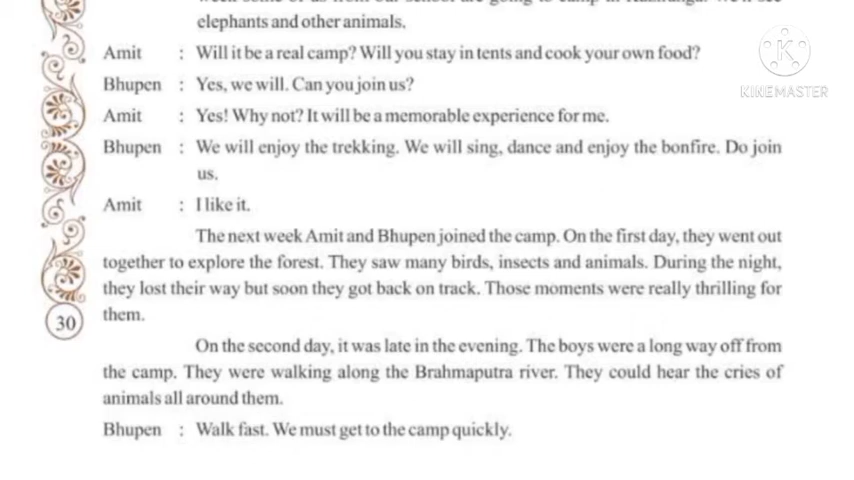 elephants and other animals.
Amit : Will it be a real camp? Will you stay in tents and cook your own food?
Bhupen : Yes, we will. Can you join us?
Amit : Yes! Why not? It will be a memorable experience for me.
Bhupen : We will enjoy the trekking. We will sing, dance and enjoy the bonfire. Do join
us.
Amit : I like it.
The next week Amit and Bhupen joined the camp. On the first day, they went out
together to explore the forest. They saw many birds, insects and animals. During the night,
they lost their way but soon they got back on track. Those moments were really thrilling for
them.
30
On the second day, it was late in the evening. The boys were a long way off from
the camp. They were walking along the Brahmaputra river. They could hear the cries of
animals all around them.
Bhupen : Walk fast. We must get to the camp quickly.
KINEMASTER